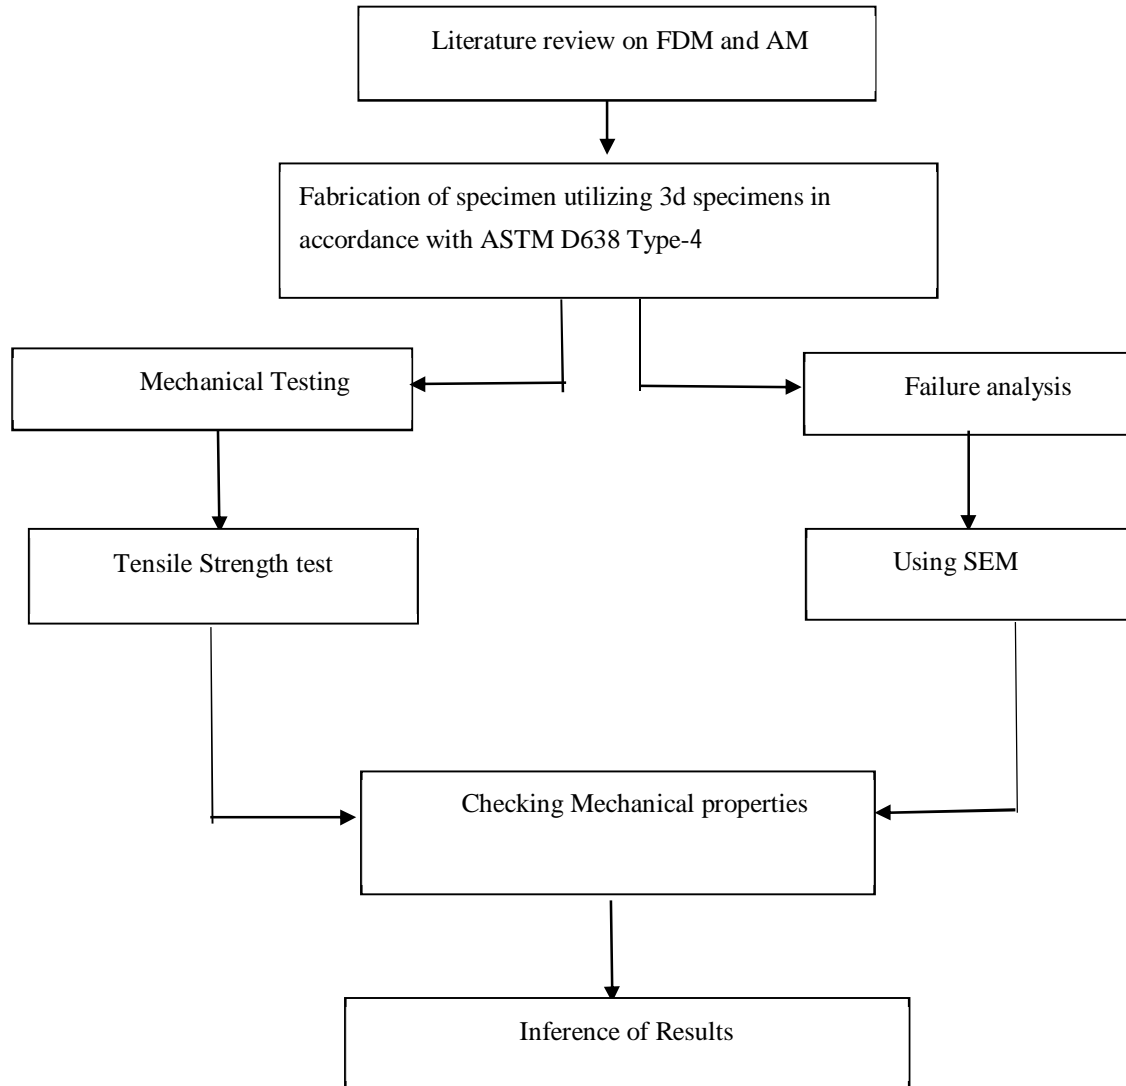 Literature review on FDM and AM
Fabrication of specimen utilizing 3d specimens in
accordance with ASTM D638 Type-4
Mechanical Testing
Failure analysis
Tensile Strength test
Using SEM
Checking Mechanical properties
Inference of Results